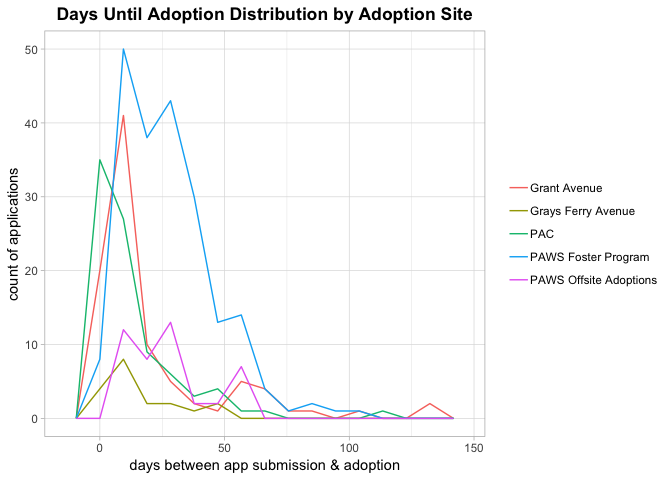 Days Until Adoption Distribution by Adoption Site
count of applications
50
40
30
20
10
0
0
50
100
150
days between app submission & adoption
Grant Avenue
Grays Ferry Avenue
PAC
PAWS Foster Program
PAWS Offsite Adoptions